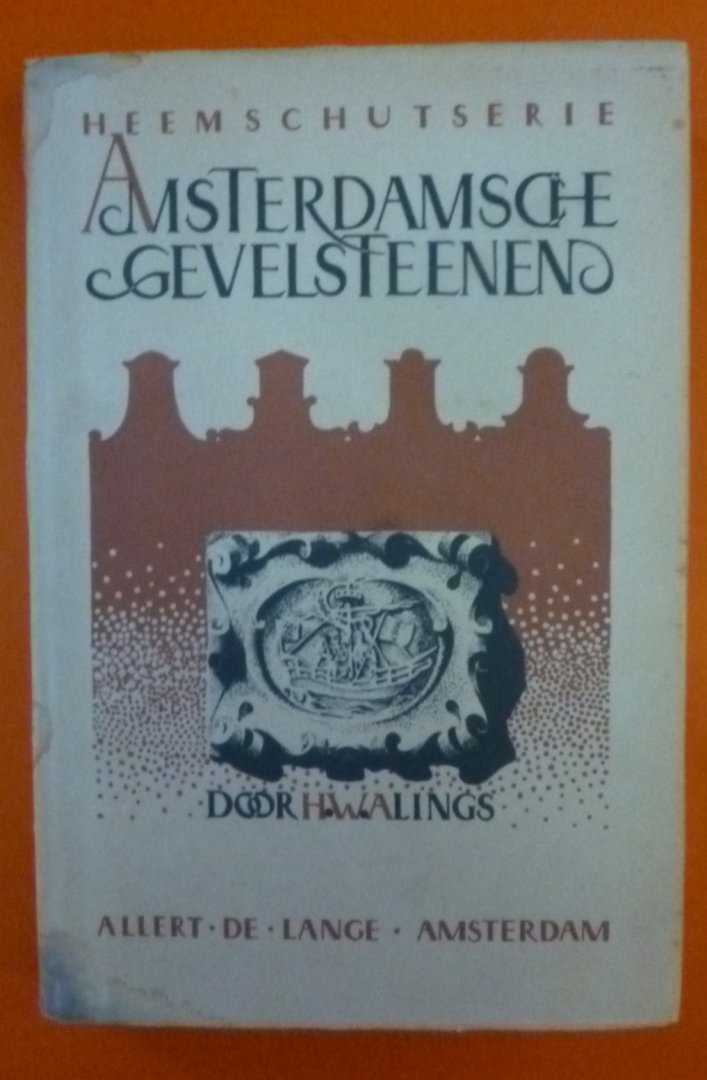 HEEMSCHUTSERIE
AMSTERDAMSCHE
GEVELSTEENEN
DOOR H.W. ALINGS
ALLERT · DE · LANGE · AMSTERDAM